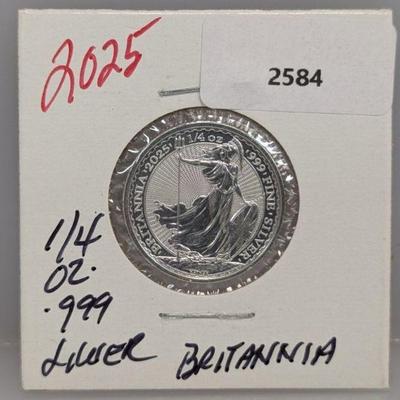 2025
2584
BRITANNIA · 2025 · 1/4 oz · 999 · FINE · SILVER
1/4
OZ.
.999
SILVER BRITANNIA